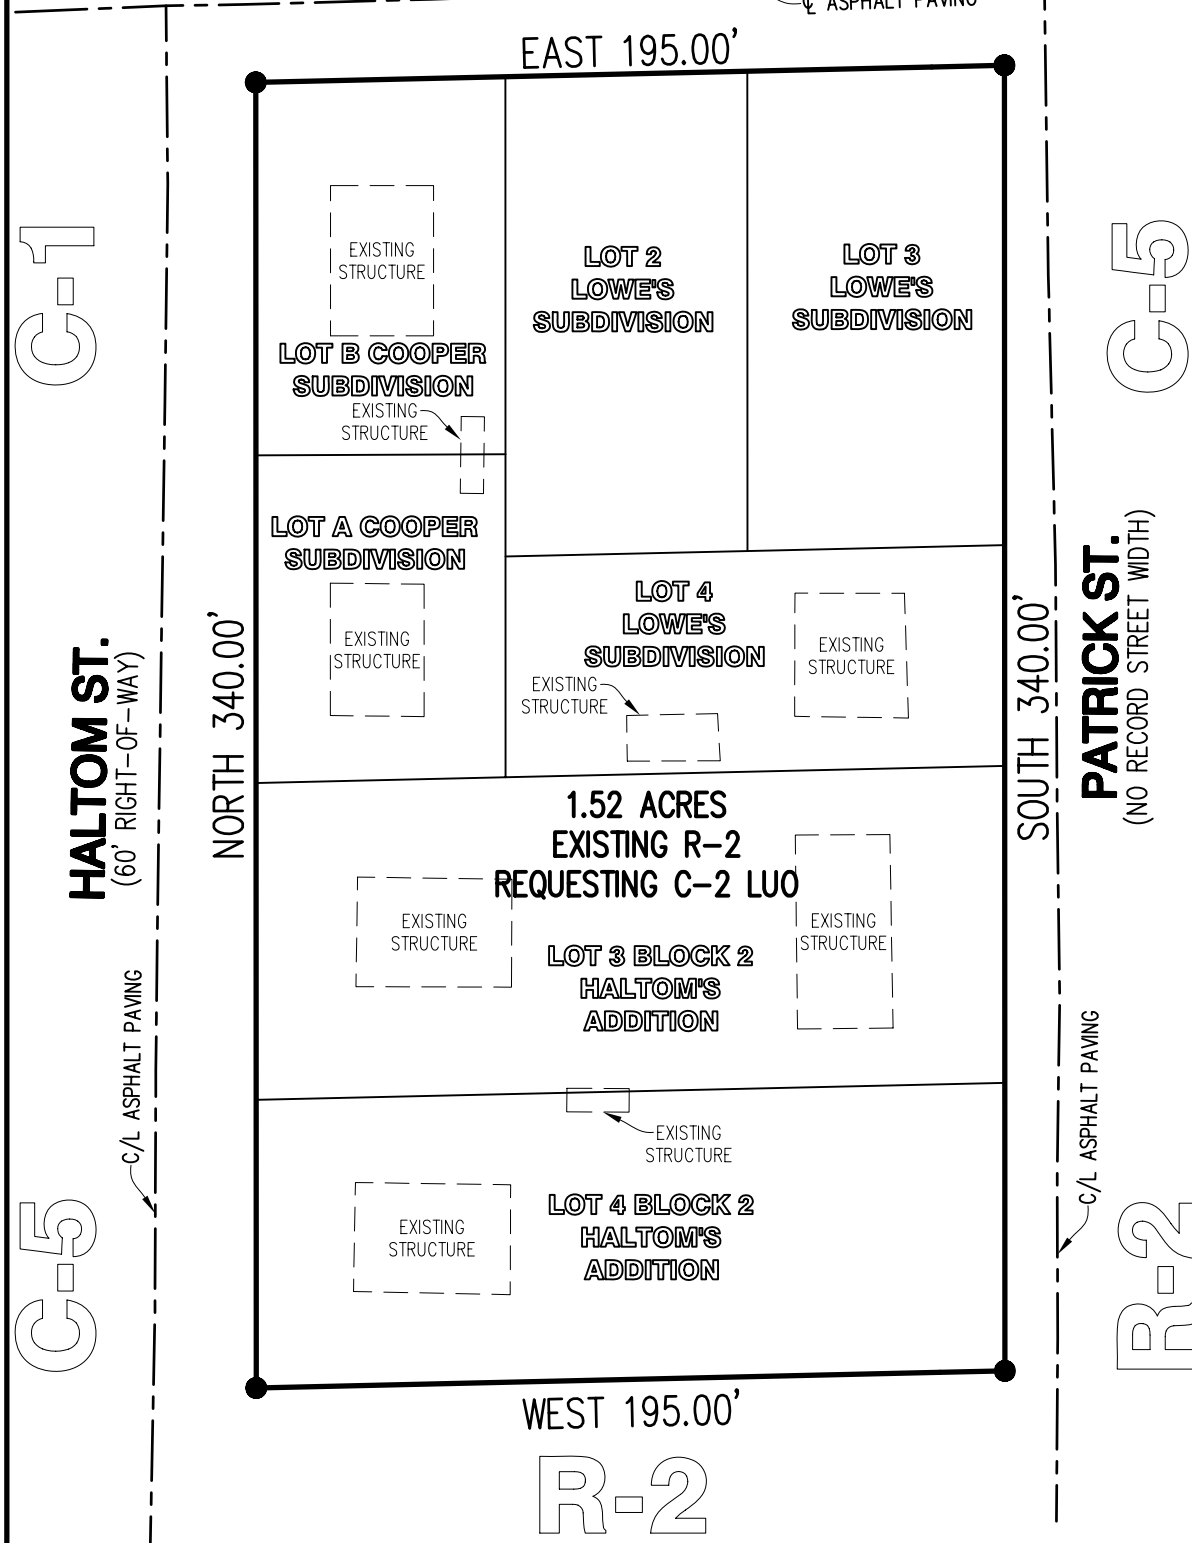 ℄ ASPHALT PAVING
EAST 195.00'
C-1
C-5
EXISTING
STRUCTURE
LOT B COOPER
SUBDIVISION
EXISTING
STRUCTURE
LOT 2
LOWE'S
SUBDIVISION
LOT 3
LOWE'S
SUBDIVISION
LOT A COOPER
SUBDIVISION
EXISTING
STRUCTURE
LOT 4
LOWE'S
SUBDIVISION
EXISTING
STRUCTURE
EXISTING
STRUCTURE
HALTOM ST.
(60' RIGHT-OF-WAY)
NORTH 340.00'
SOUTH 340.00'
PATRICK ST.
(NO RECORD STREET WIDTH)
1.52 ACRES
EXISTING R-2
REQUESTING C-2 LUO
EXISTING
STRUCTURE
EXISTING
STRUCTURE
LOT 3 BLOCK 2
HALTOM'S
ADDITION
C/L ASPHALT PAVING
C/L ASPHALT PAVING
EXISTING
STRUCTURE
EXISTING
STRUCTURE
LOT 4 BLOCK 2
HALTOM'S
ADDITION
C-5
R-2
WEST 195.00'
R-2